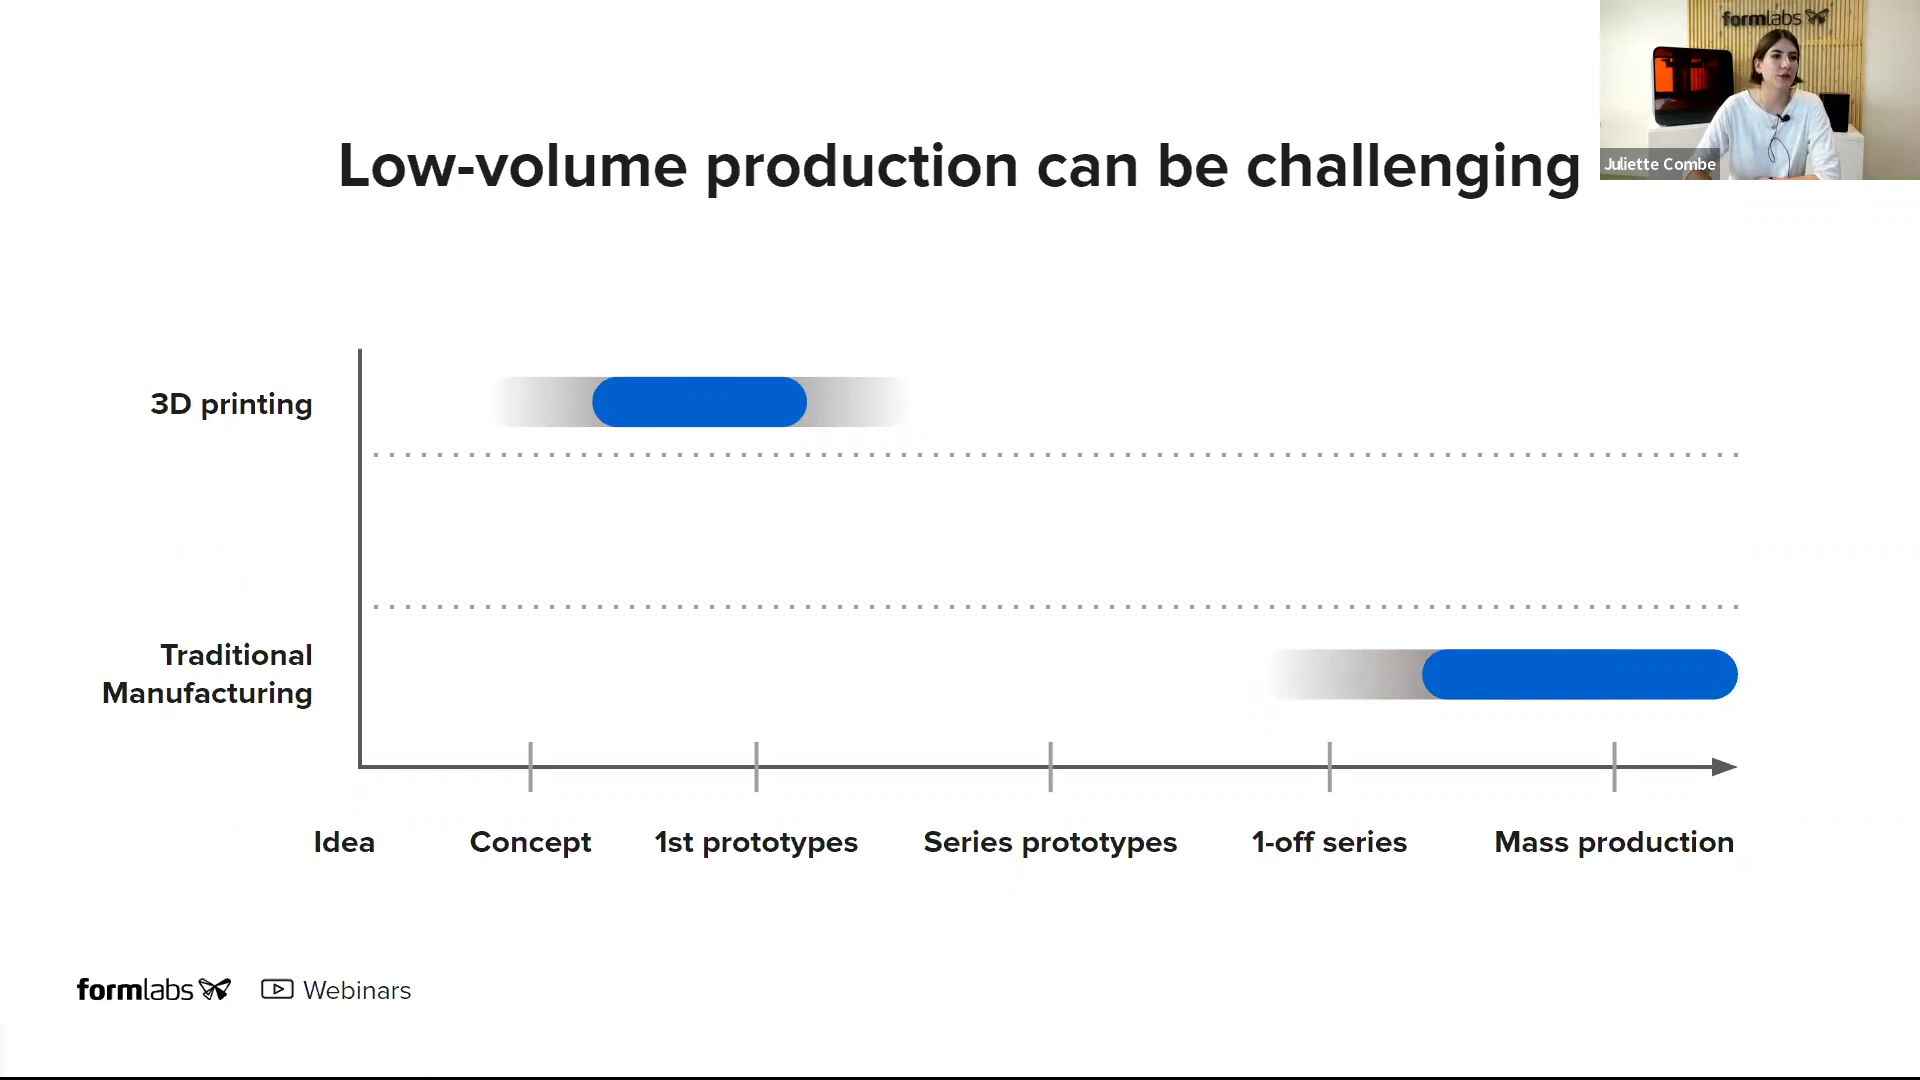 formlabs
Juliette Combe
Low-volume production can be challenging
3D printing
Traditional
Manufacturing
Idea
Concept
1st prototypes
Series prototypes
1-off series
Mass production
formlabs
Webinars